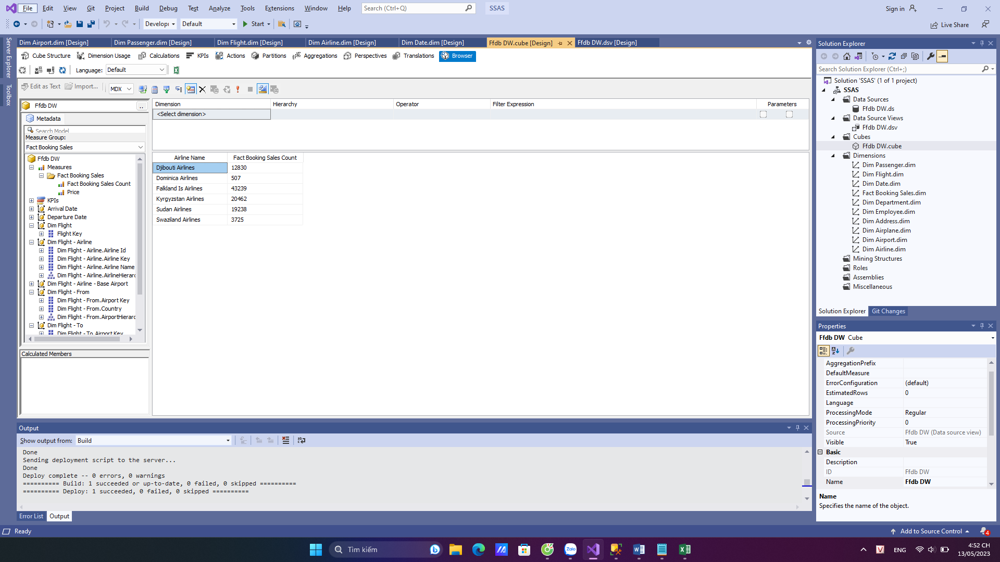 File Edit View Git Project Build Debug Test Analyze Tools Extensions Window Help Search (Ctrl+Q) SSAS Sign in
Developi Default Start Live Share
Server Explorer
Toolbox
Dim Airport.dim [Design] Dim Passenger.dim [Design] Dim Flight.dim [Design] Dim Airline.dim [Design] Dim Date.dim [Design] Ffdb DW.cube [Design] Ffdb DW.dsv [Design]
Cube Structure Dimension Usage Calculations KPIs Actions Partitions Aggregations Perspectives Translations Browser
Language: Default
Edit as Text Import... MDX
Ffdb DW ..
Metadata
Search Model
Measure Group:
Fact Booking Sales
Ffdb DW
Measures
Fact Booking Sales
Fact Booking Sales Count
Price
KPIs
Arrival Date
Departure Date
Dim Flight
Flight Key
Dim Flight - Airline
Dim Flight - Airline.Airline Id
Dim Flight - Airline.Airline Key
Dim Flight - Airline.Airline Name
Dim Flight - Airline.AirlineHierarc
Dim Flight - Airline - Base Airport
Dim Flight - From
Dim Flight - From.Airport Key
Dim Flight - From.Country
Dim Flight - From.AirportHierarc
Dim Flight - To
Dim Flight - To.Airport Key
Calculated Members
Dimension Hierarchy Operator Filter Expression Parameters
<Select dimension>
Airline Name Fact Booking Sales Count
Djibouti Airlines 12830
Dominica Airlines 507
Falkland Is Airlines 43239
Kyrgyzstan Airlines 20462
Sudan Airlines 19238
Swaziland Airlines 3725
Output
Show output from: Build
Done
Sending deployment script to the server...
Done
Deploy complete -- 0 errors, 0 warnings
========== Build: 1 succeeded or up-to-date, 0 failed, 0 skipped ==========
========== Deploy: 1 succeeded, 0 failed, 0 skipped ==========
Error List Output
Solution Explorer
Search Solution Explorer (Ctrl+;)
Solution 'SSAS' (1 of 1 project)
SSAS
Data Sources
Ffdb DW.ds
Data Source Views
Ffdb DW.dsv
Cubes
Ffdb DW.cube
Dimensions
Dim Passenger.dim
Dim Flight.dim
Dim Date.dim
Fact Booking Sales.dim
Dim Department.dim
Dim Employee.dim
Dim Address.dim
Dim Airplane.dim
Dim Airport.dim
Dim Airline.dim
Mining Structures
Roles
Assemblies
Miscellaneous
Solution Explorer Git Changes
Properties
Ffdb DW Cube
AggregationPrefix
DefaultMeasure
ErrorConfiguration (default)
EstimatedRows 0
Language
ProcessingMode Regular
ProcessingPriority 0
Source Ffdb DW (Data source view)
Visible True
Basic
Description
ID Ffdb DW
Name Ffdb DW
Name
Specifies the name of the object.
Ready Add to Source Control 4
Tìm kiếm Zalo V ENG 4:52 CH
13/05/2023